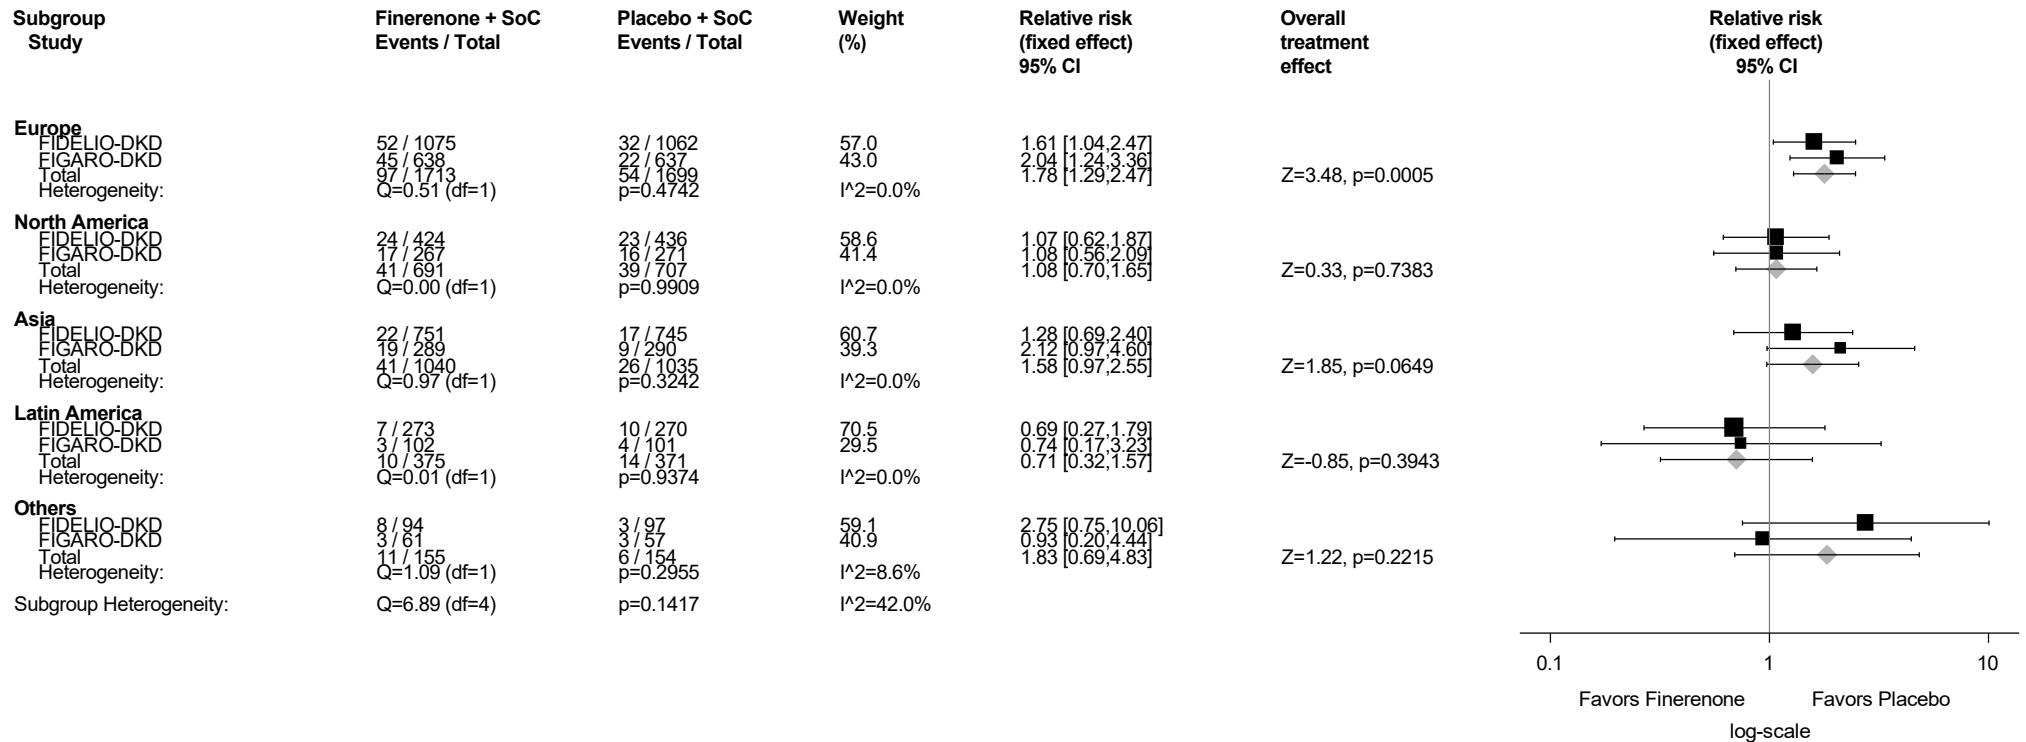 Subgroup Finerenone + SoC Placebo + SoC Weight Relative risk Overall Relative risk
Study Events / Total Events / Total (%) (fixed effect) treatment (fixed effect)
95% CI effect 95% CI
Europe
FIDELIO-DKD 52 / 1075 32 / 1062 57.0 1.61 [1.04,2.47]
FIGARO-DKD 45 / 638 22 / 637 43.0 2.04 [1.24,3.36]
Total 97 / 1713 54 / 1699 1.78 [1.29,2.47] Z=3.48, p=0.0005
Heterogeneity: Q=0.51 (df=1) p=0.4742 I^2=0.0%
North America
FIDELIO-DKD 24 / 424 23 / 436 58.6 1.07 [0.62,1.87]
FIGARO-DKD 17 / 267 16 / 271 41.4 1.08 [0.56,2.09]
Total 41 / 691 39 / 707 1.08 [0.70,1.65] Z=0.33, p=0.7383
Heterogeneity: Q=0.00 (df=1) p=0.9909 I^2=0.0%
Asia
FIDELIO-DKD 22 / 751 17 / 745 60.7 1.28 [0.69,2.40]
FIGARO-DKD 19 / 289 9 / 290 39.3 2.12 [0.97,4.60]
Total 41 / 1040 26 / 1035 1.58 [0.97,2.55] Z=1.85, p=0.0649
Heterogeneity: Q=0.97 (df=1) p=0.3242 I^2=0.0%
Latin America
FIDELIO-DKD 7 / 273 10 / 270 70.5 0.69 [0.27,1.79]
FIGARO-DKD 3 / 102 4 / 101 29.5 0.74 [0.17,3.23]
Total 10 / 375 14 / 371 0.71 [0.32,1.57] Z=-0.85, p=0.3943
Heterogeneity: Q=0.01 (df=1) p=0.9374 I^2=0.0%
Others
FIDELIO-DKD 8 / 94 3 / 97 59.1 2.75 [0.75,10.06]
FIGARO-DKD 3 / 61 3 / 57 40.9 0.93 [0.20,4.44]
Total 11 / 155 6 / 154 1.83 [0.69,4.83] Z=1.22, p=0.2215
Heterogeneity: Q=1.09 (df=1) p=0.2955 I^2=8.6%
Subgroup Heterogeneity: Q=6.89 (df=4) p=0.1417 I^2=42.0%
0.1 1 10
Favors Finerenone Favors Placebo
log-scale